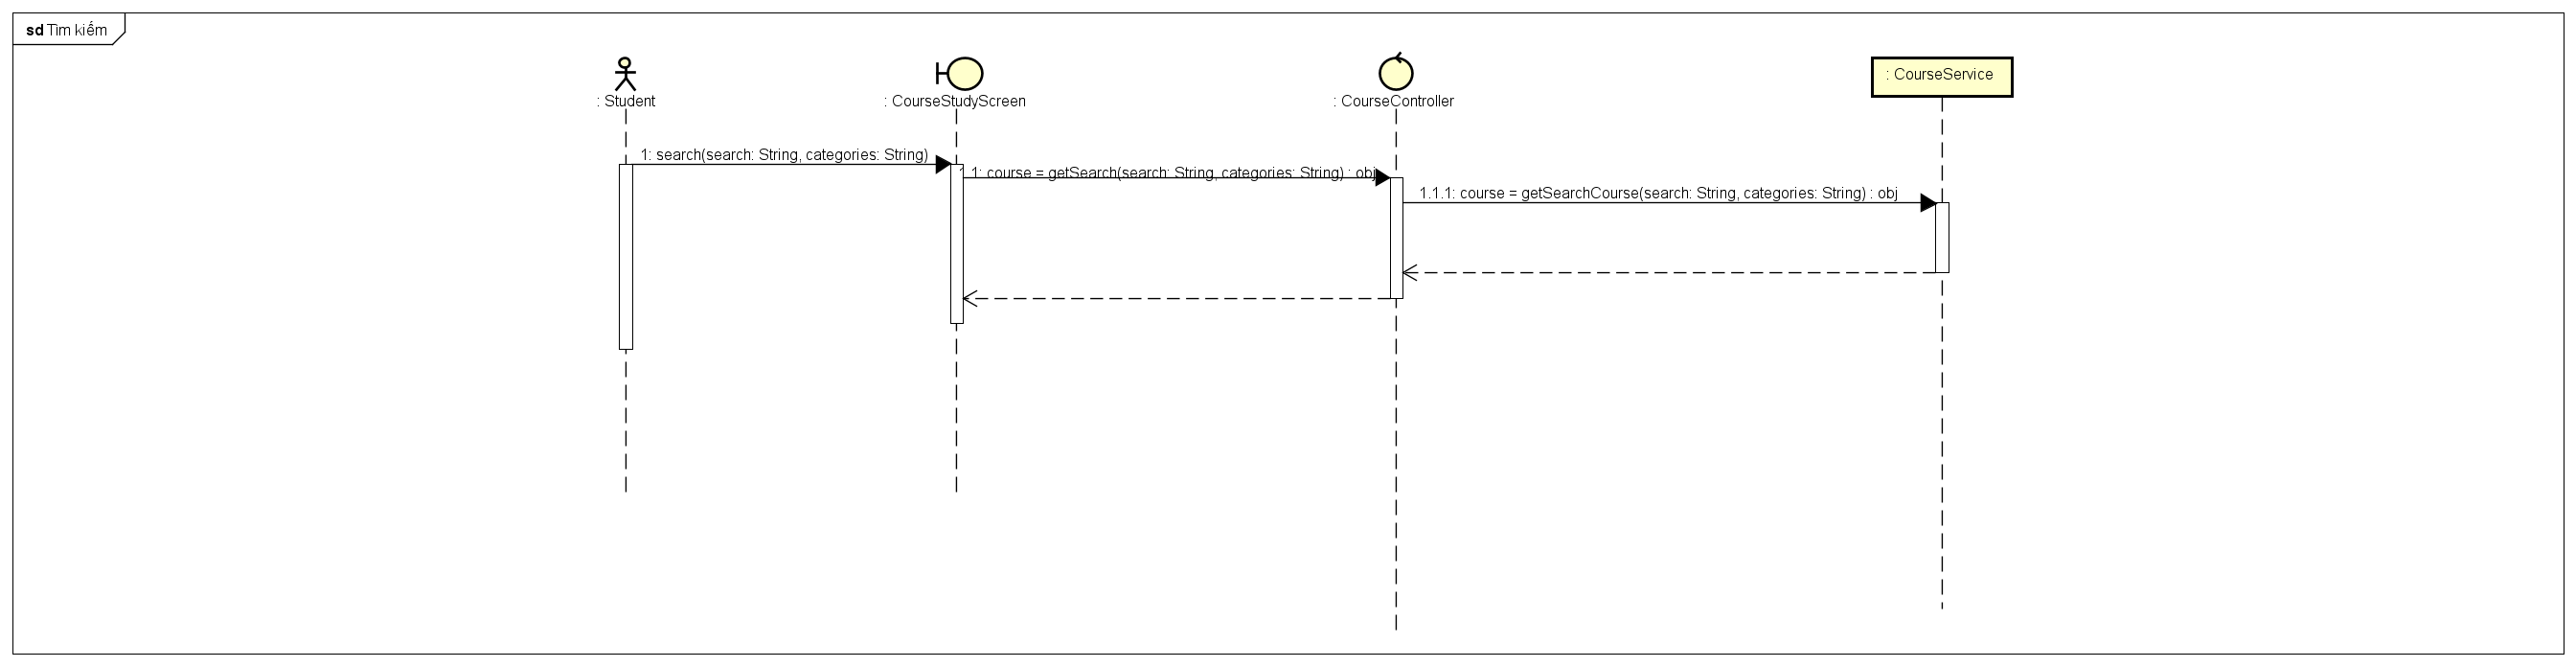 sd Tìm kiếm
: Student
: CourseStudyScreen
: CourseController
: CourseService
1: search(search: String, categories: String)
1.1: course = getSearch(search: String, categories: String) : obj
1.1.1: course = getSearchCourse(search: String, categories: String) : obj